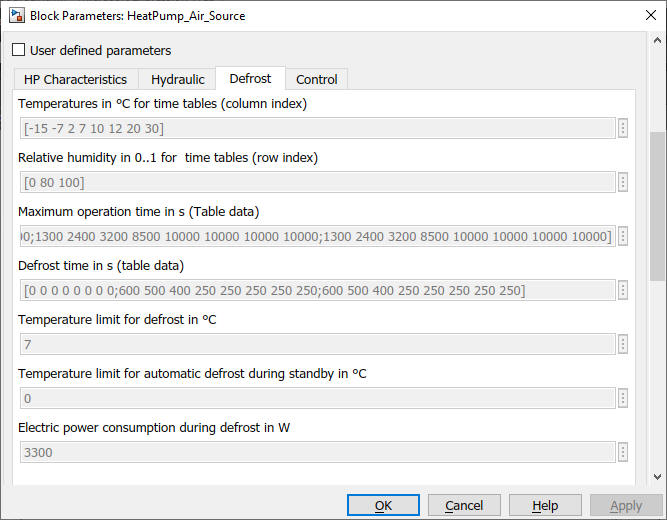 Block Parameters: HeatPump_Air_Source
User defined parameters
HP Characteristics Hydraulic Defrost Control
Temperatures in ºC for time tables (column index)
[-15 -7 2 7 10 12 20 30]
Relative humidity in 0..1 for  time tables (row index)
[0 80 100]
Maximum operation time in s (Table data)
00;1300 2400 3200 8500 10000 10000 10000 10000;1300 2400 3200 8500 10000 10000 10000 10000]
Defrost time in s (table data)
[0 0 0 0 0 0 0 0;600 500 400 250 250 250 250 250;600 500 400 250 250 250 250 250]
Temperature limit for defrost in ºC
7
Temperature limit for automatic defrost during standby in ºC
0
Electric power consumption during defrost in W
3300
OK Cancel Help Apply